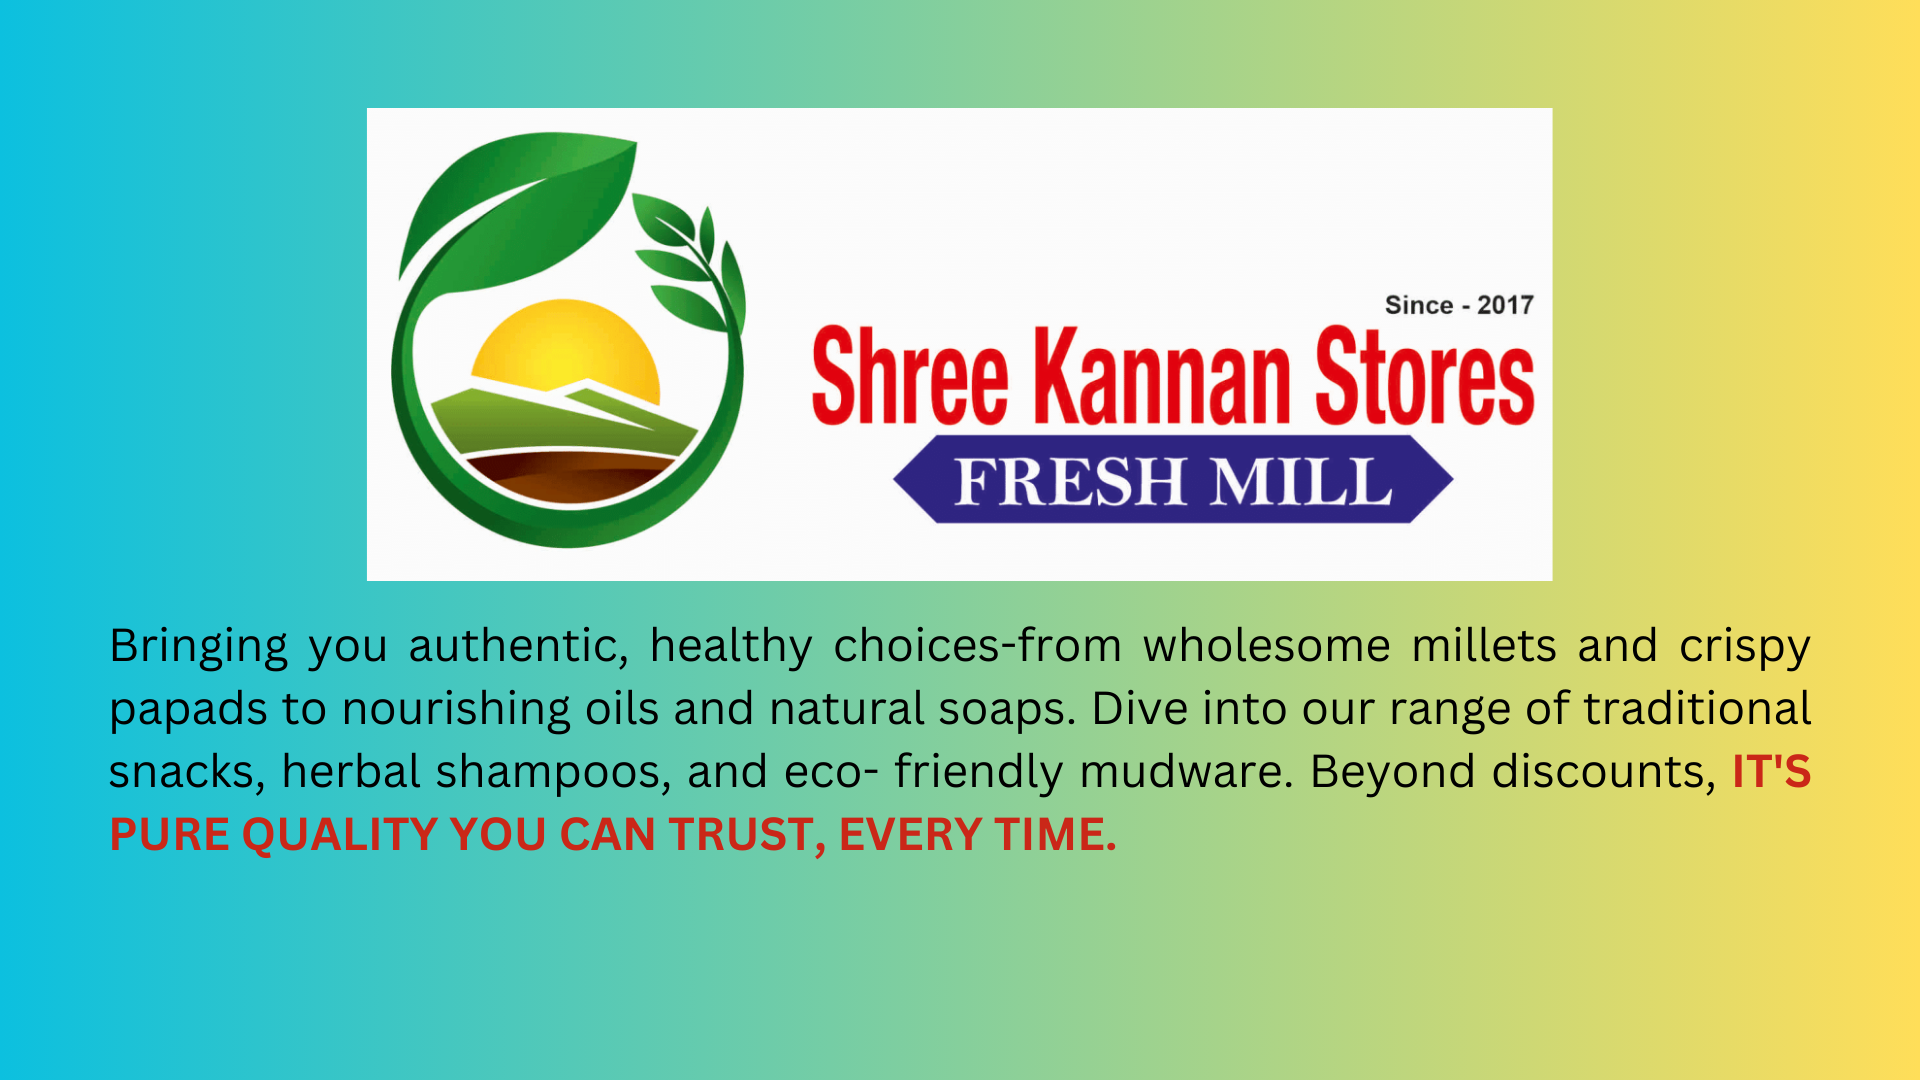 Since - 2017
Shree Kannan Stores
FRESH MILL
Bringing you authentic, healthy choices-from wholesome millets and crispy
papads to nourishing oils and natural soaps. Dive into our range of traditional
snacks, herbal shampoos, and eco- friendly mudware. Beyond discounts, IT'S
PURE QUALITY YOU CAN TRUST, EVERY TIME.